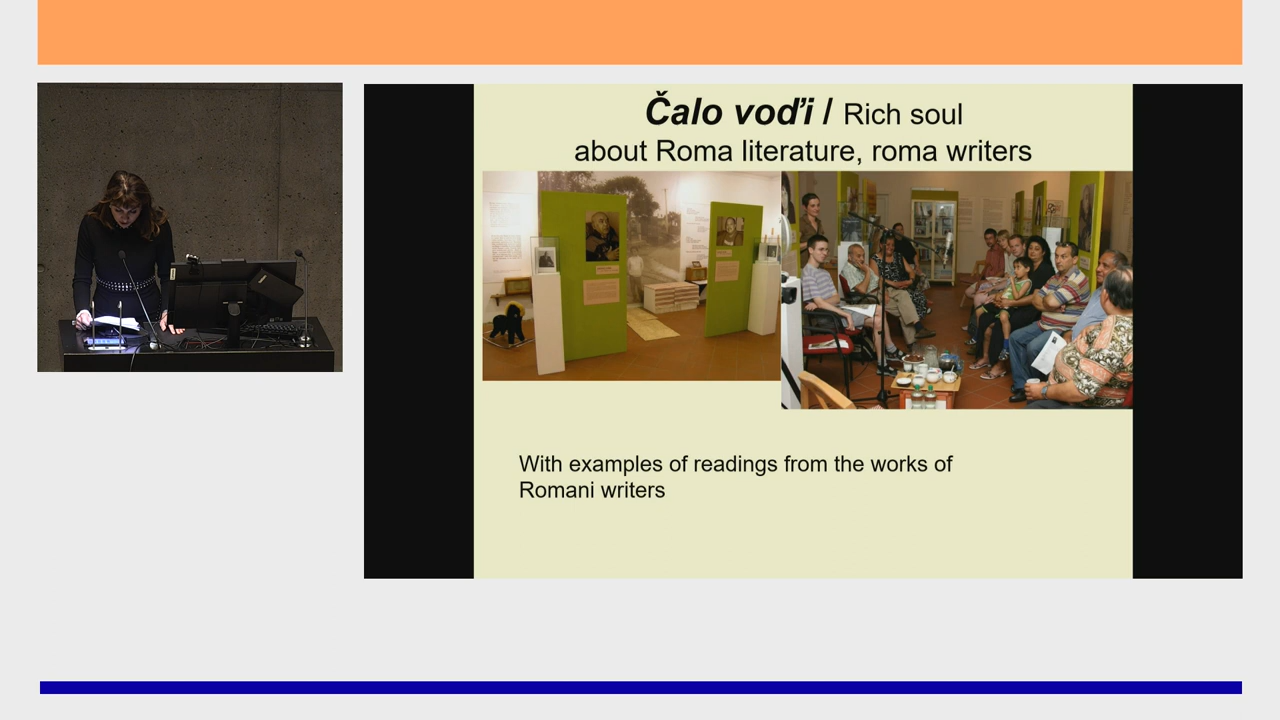 Čalo voďi / Rich soul
about Roma literature, roma writers
With examples of readings from the works of
Romani writers